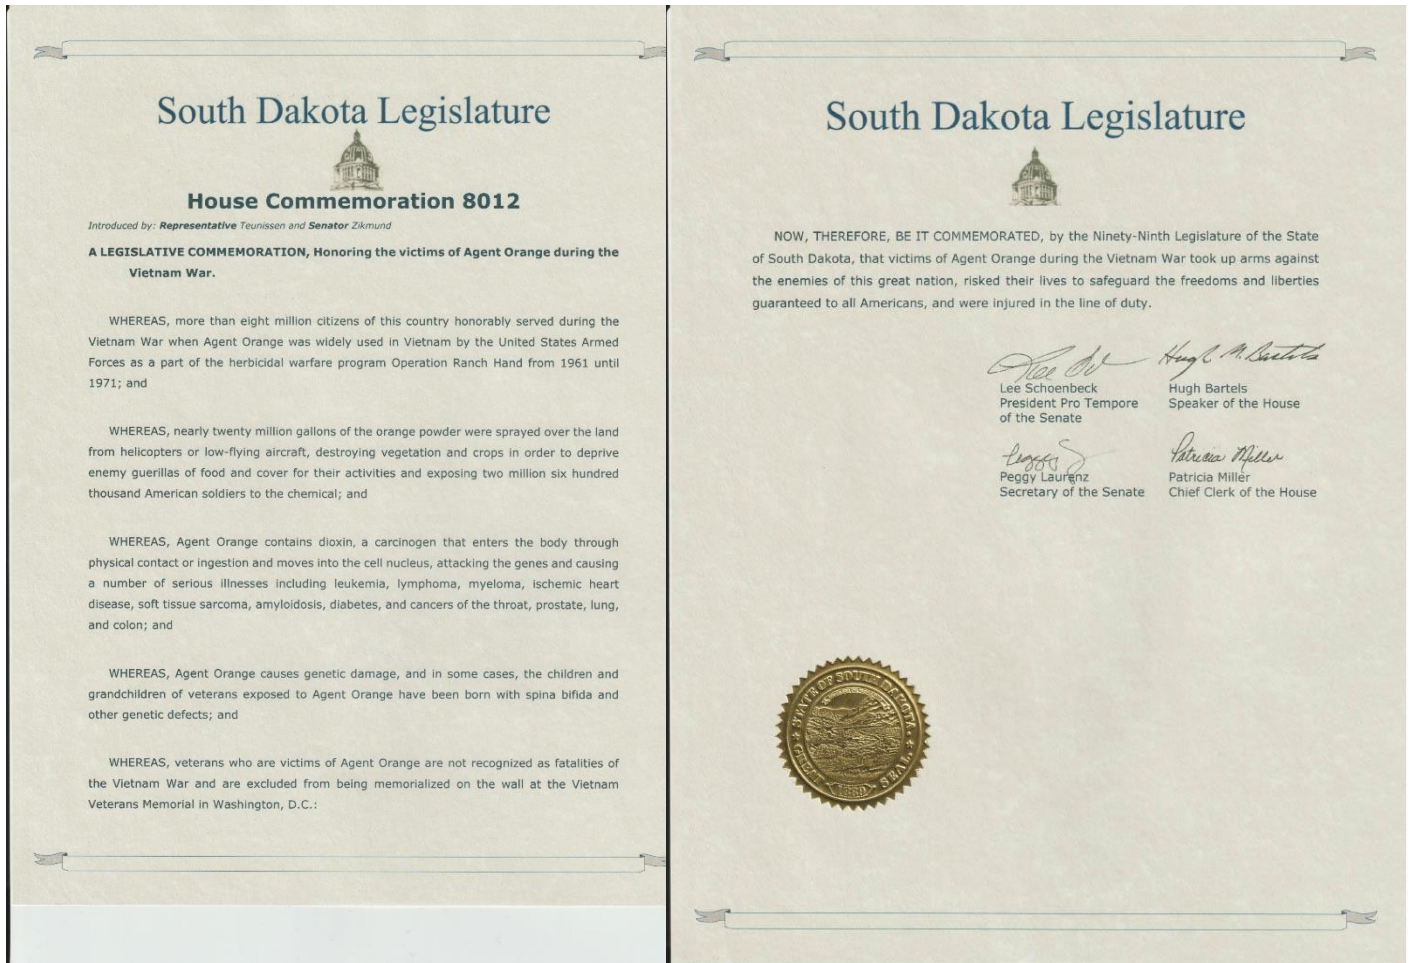 South Dakota Legislature
House Commemoration 8012
Introduced by: Representative Teunissen and Senator Zikmund
A LEGISLATIVE COMMEMORATION, Honoring the victims of Agent Orange during the
Vietnam War.
WHEREAS, more than eight million citizens of this country honorably served during the
Vietnam War when Agent Orange was widely used in Vietnam by the United States Armed
Forces as a part of the herbicidal warfare program Operation Ranch Hand from 1961 until
1971; and
WHEREAS, nearly twenty million gallons of the orange powder were sprayed over the land
from helicopters or low-flying aircraft, destroying vegetation and crops in order to deprive
enemy guerillas of food and cover for their activities and exposing two million six hundred
thousand American soldiers to the chemical; and
WHEREAS, Agent Orange contains dioxin, a carcinogen that enters the body through
physical contact or ingestion and moves into the cell nucleus, attacking the genes and causing
a number of serious illnesses including leukemia, lymphoma, myeloma, ischemic heart
disease, soft tissue sarcoma, amyloidosis, diabetes, and cancers of the throat, prostate, lung,
and colon; and
WHEREAS, Agent Orange causes genetic damage, and in some cases, the children and
grandchildren of veterans exposed to Agent Orange have been born with spina bifida and
other genetic defects; and
WHEREAS, veterans who are victims of Agent Orange are not recognized as fatalities of
the Vietnam War and are excluded from being memorialized on the wall at the Vietnam
Veterans Memorial in Washington, D.C.:
South Dakota Legislature
NOW, THEREFORE, BE IT COMMEMORATED, by the Ninety-Ninth Legislature of the State
of South Dakota, that victims of Agent Orange during the Vietnam War took up arms against
the enemies of this great nation, risked their lives to safeguard the freedoms and liberties
guaranteed to all Americans, and were injured in the line of duty.
Hugh M. Bartels
Lee Schoenbeck
President Pro Tempore
of the Senate
Hugh Bartels
Speaker of the House
Patricia Miller
Peggy Laurenz
Secretary of the Senate
Patricia Miller
Chief Clerk of the House
STATE OF SOUTH DAKOTA
GREAT SEAL
1889